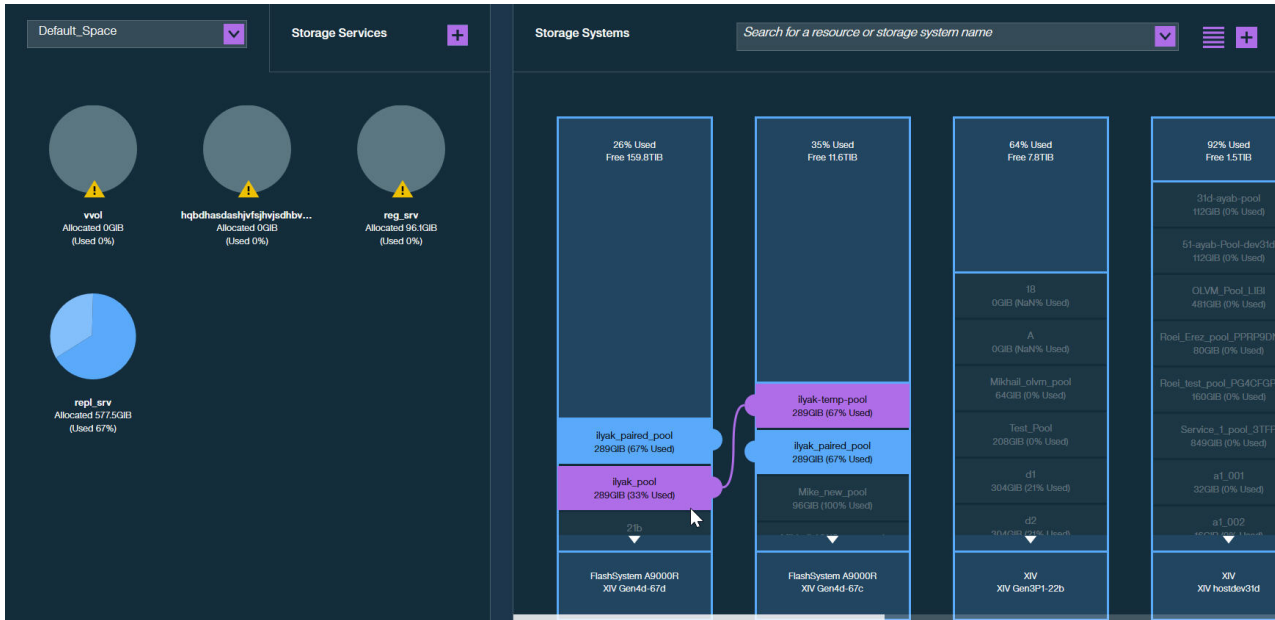 Default_Space
Storage Services
Storage Systems
Search for a resource or storage system name
vvol
Allocated 0GIB
(Used 0%)
hqbdhasdashjvfsjhvjsdhbv...
Allocated 0GIB
(Used 0%)
reg_srv
Allocated 96.1GIB
(Used 0%)
repl_srv
Allocated 577.5GIB
(Used 67%)
26% Used
Free 159.8TIB
ilyak_paired_pool
289GIB (67% Used)
ilyak_pool
289GIB (33% Used)
21b
FlashSystem A9000R
XIV Gen4d-67d
35% Used
Free 11.6TIB
ilyak-temp-pool
289GIB (67% Used)
ilyak_paired_pool
289GIB (67% Used)
Mike_new_pool
96GIB (100% Used)
FlashSystem A9000R
XIV Gen4d-67c
64% Used
Free 7.8TIB
18
0GIB (NaN% Used)
A
0GIB (NaN% Used)
Mikhail_olvm_pool
64GIB (0% Used)
Test_Pool
208GIB (0% Used)
d1
304GIB (21% Used)
d2
304GIB (21% Used)
XIV
XIV Gen3P1-22b
92% Used
Free 1.5TIB
31d-ayab-pool
112GIB (0% Used)
51-ayab-Pool-dev31d
112GIB (0% Used)
OLVM_Pool_LIBI
481GIB (0% Used)
Roei_Erez_pool_PPRP9D
80GIB (0% Used)
Roei_test_pool_PG4CFGF
160GIB (0% Used)
Service_1_pool_3TFF
849GIB (0% Used)
a1_001
32GIB (0% Used)
a1_002
XIV
XIV hostdev31d